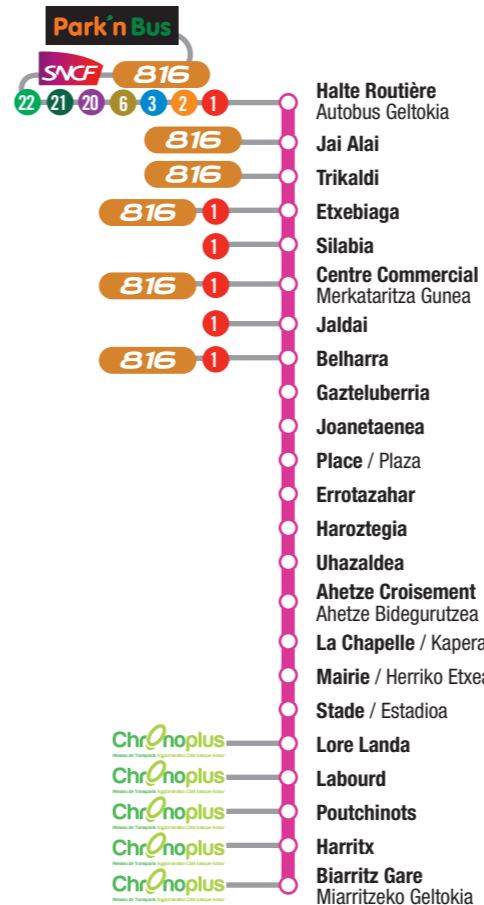 Park'n Bus
SNCF 816
22 21 20 6 3 2 1 Halte Routière
Autobus Geltokia
816 Jai Alai
816 Trikaldi
816 1 Etxebiaga
1 Silabia
816 1 Centre Commercial
Merkataritza Gunea
1 Jaldai
816 1 Belharra
Gazteluberria
Joanetaenea
Place / Plaza
Errotazahar
Haroztegia
Uhazaldea
Ahetze Croisement
Ahetze Bidegurutzea
La Chapelle / Kapera
Mairie / Herriko Etxea
Stade / Estadioa
Chronoplus Lore Landa
Chronoplus Labourd
Chronoplus Poutchinots
Chronoplus Harritx
Chronoplus Biarritz Gare
Miarritzeko Geltokia